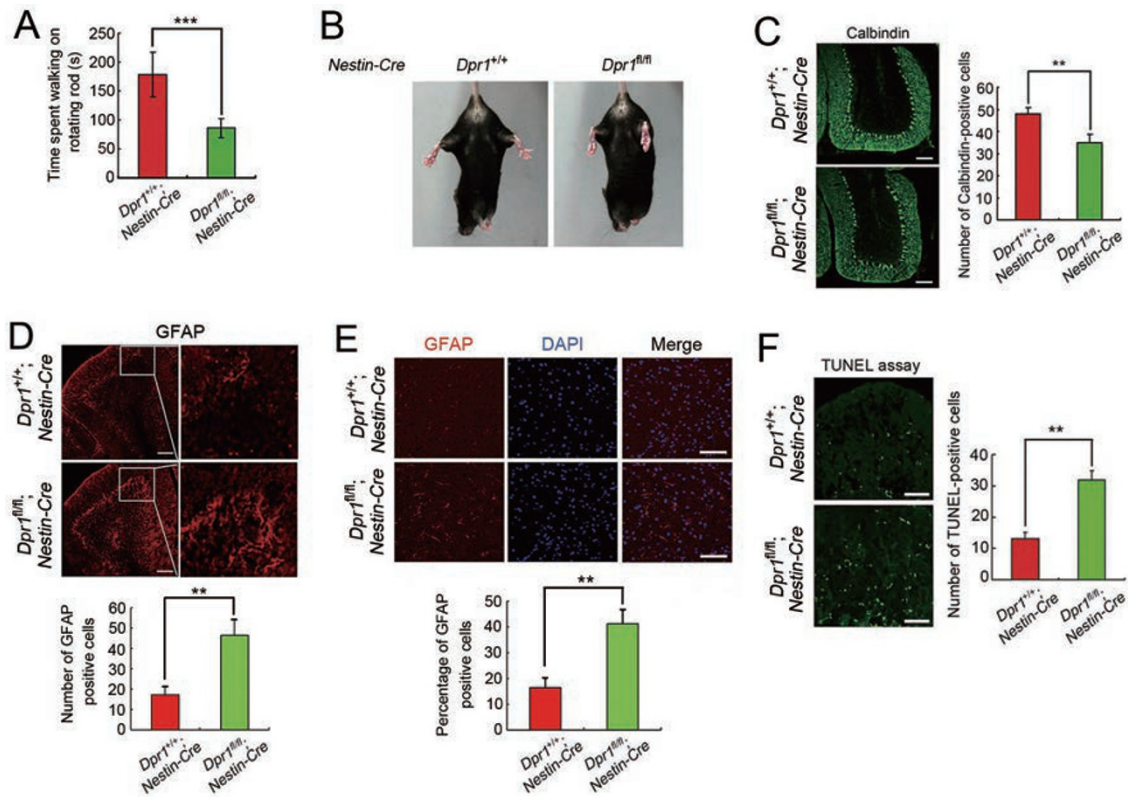 A
Time spent walking on
rotating rod (s)
250
200
150
100
50
0
***
Dpr1+/+;
Nestin-Cre
Dpr1fl/fl;
Nestin-Cre
B
Nestin-Cre
Dpr1+/+
Dpr1fl/fl
C
Calbindin
Dpr1+/+;
Nestin-Cre
Dpr1fl/fl;
Nestin-Cre
Number of Calbindin-positive cells
60
50
40
30
20
10
0
**
Dpr1+/+;
Nestin-Cre
Dpr1fl/fl;
Nestin-Cre
D
GFAP
Dpr1+/+;
Nestin-Cre
Dpr1fl/fl;
Nestin-Cre
Number of GFAP
positive cells
60
50
40
30
20
10
0
**
Dpr1+/+;
Nestin-Cre
Dpr1fl/fl;
Nestin-Cre
E
GFAP
DAPI
Merge
Dpr1+/+;
Nestin-Cre
Dpr1fl/fl;
Nestin-Cre
Percentage of GFAP
positive cells
50
40
30
20
10
0
**
Dpr1+/+;
Nestin-Cre
Dpr1fl/fl;
Nestin-Cre
F
TUNEL assay
Dpr1+/+;
Nestin-Cre
Dpr1fl/fl;
Nestin-Cre
Number of TUNEL-positive cells
40
30
20
10
0
**
Dpr1+/+;
Nestin-Cre
Dpr1fl/fl;
Nestin-Cre